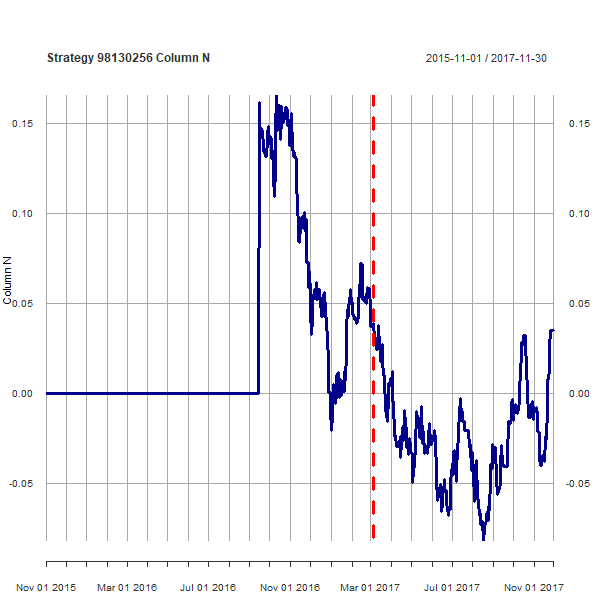 Strategy 98130256 Column N
2015-11-01 / 2017-11-30
0.15
0.15
0.10
0.10
0.05
0.05
Column N
0.00
0.00
-0.05
-0.05
Nov 01 2015
Mar 01 2016
Jul 01 2016
Nov 01 2016
Mar 01 2017
Jul 01 2017
Nov 01 2017